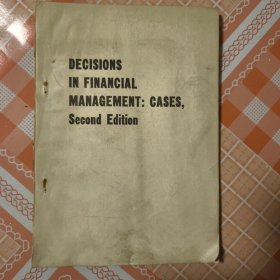 DECISIONS
IN FINANCIAL
MANAGEMENT: CASES,
Second Edition